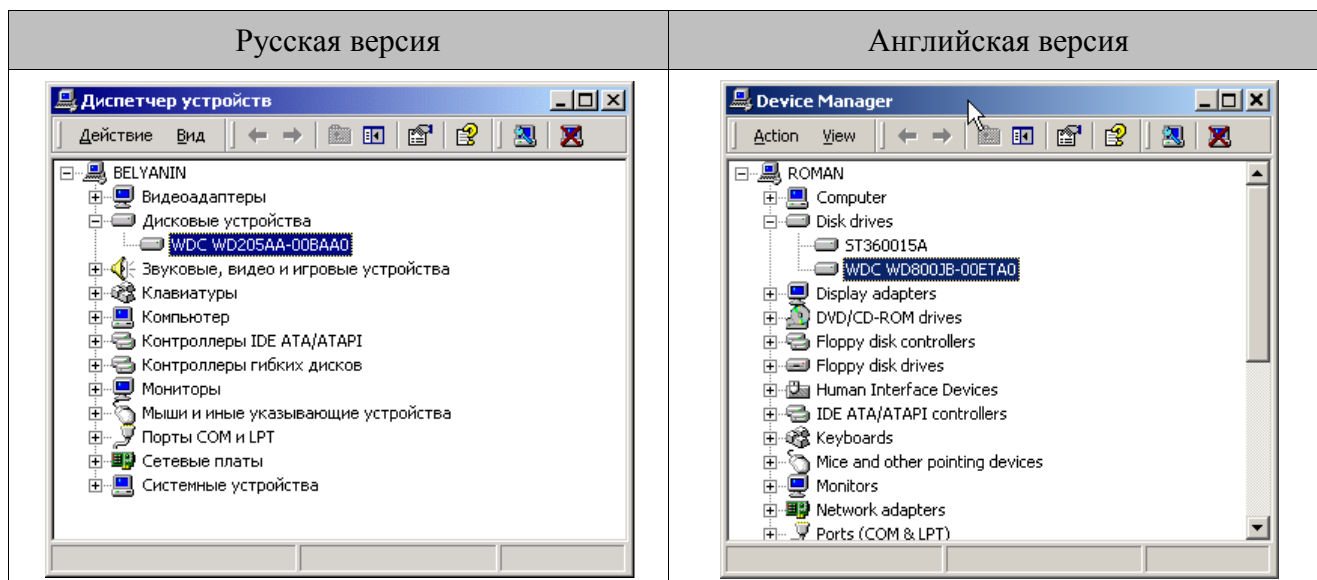 Русская версия
Английская версия
Диспетчер устройств
Действие Вид
BELYANIN
Видеоадаптеры
Дисковые устройства
WDC WD205AA-00BAA0
Звуковые, видео и игровые устройства
Клавиатуры
Компьютер
Контроллеры IDE ATA/ATAPI
Контроллеры гибких дисков
Мониторы
Мыши и иные указывающие устройства
Порты COM и LPT
Сетевые платы
Системные устройства
Device Manager
Action View
ROMAN
Computer
Disk drives
ST360015A
WDC WD800JB-00ETA0
Display adapters
DVD/CD-ROM drives
Floppy disk controllers
Floppy disk drives
Human Interface Devices
IDE ATA/ATAPI controllers
Keyboards
Mice and other pointing devices
Monitors
Network adapters
Ports (COM & LPT)